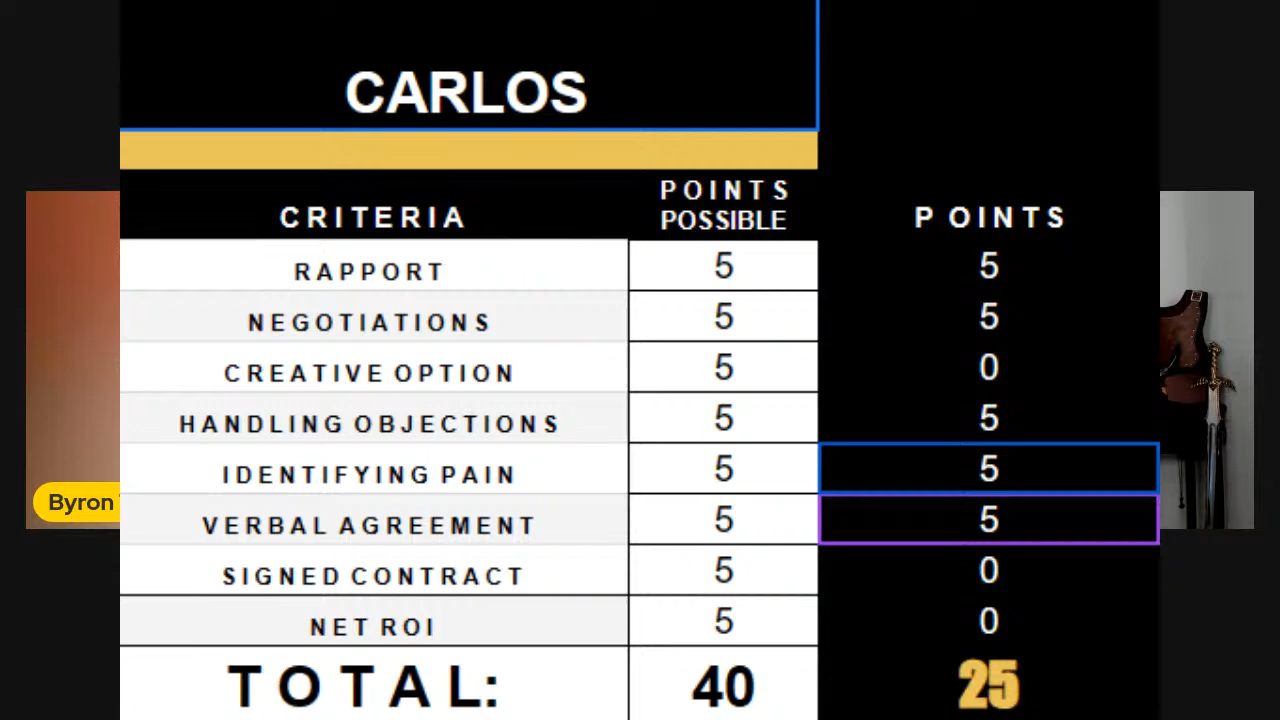 CARLOS
CRITERIA
POINTS
POSSIBLE
POINTS
RAPPORT 5 5
NEGOTIATIONS 5 5
CREATIVE OPTION 5 0
HANDLING OBJECTIONS 5 5
IDENTIFYING PAIN 5 5
VERBAL AGREEMENT 5 5
SIGNED CONTRACT 5 0
NET ROI 5 0
TOTAL: 40 25
Byron